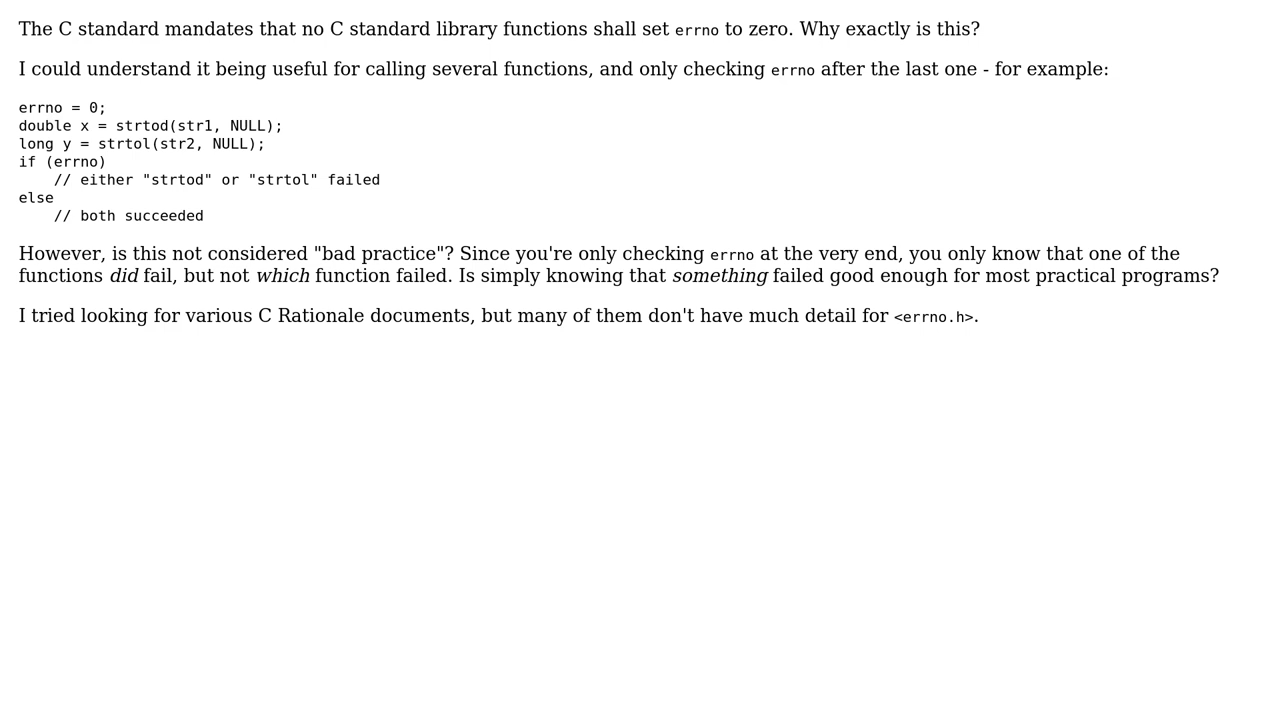 The C standard mandates that no C standard library functions shall set errno to zero. Why exactly is this?
I could understand it being useful for calling several functions, and only checking errno after the last one - for example:
errno = 0;
double x = strtod(str1, NULL);
long y = strtol(str2, NULL);
if (errno)
    // either "strtod" or "strtol" failed
else
    // both succeeded
However, is this not considered "bad practice"? Since you're only checking errno at the very end, you only know that one of the
functions did fail, but not which function failed. Is simply knowing that something failed good enough for most practical programs?
I tried looking for various C Rationale documents, but many of them don't have much detail for <errno.h>.